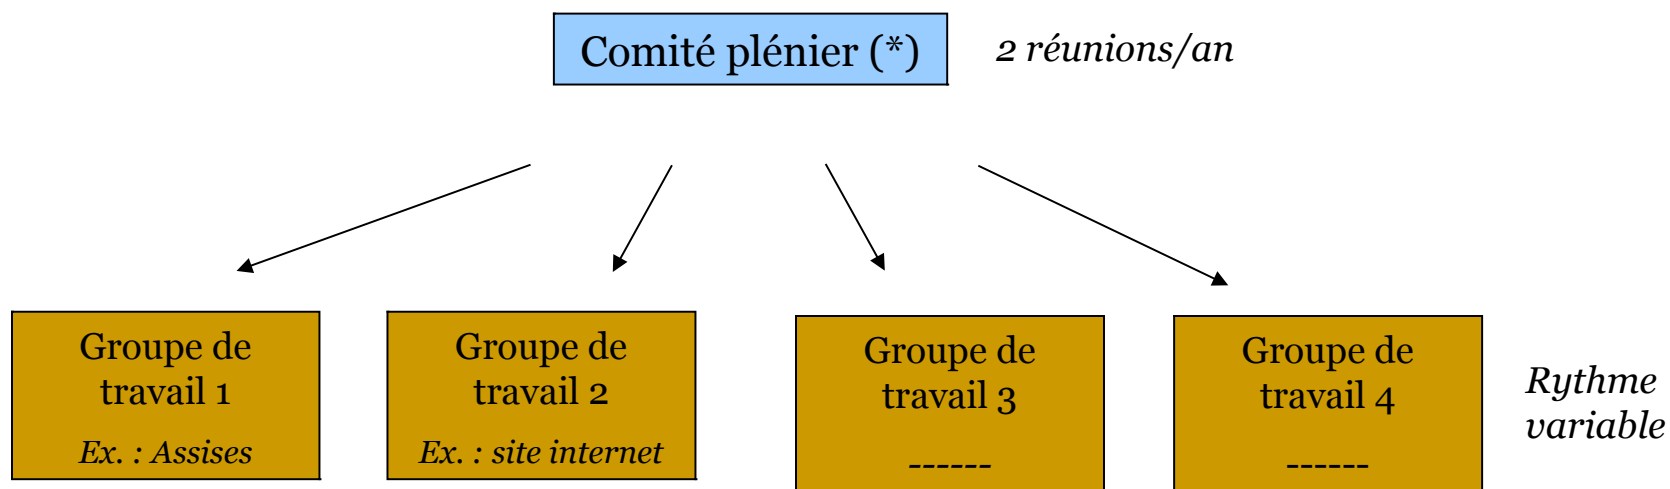 Comité plénier (*)
2 réunions/an
Groupe de
travail 1
Ex. : Assises
Groupe de
travail 2
Ex. : site internet
Groupe de
travail 3
------
Groupe de
travail 4
------
Rythme
variable